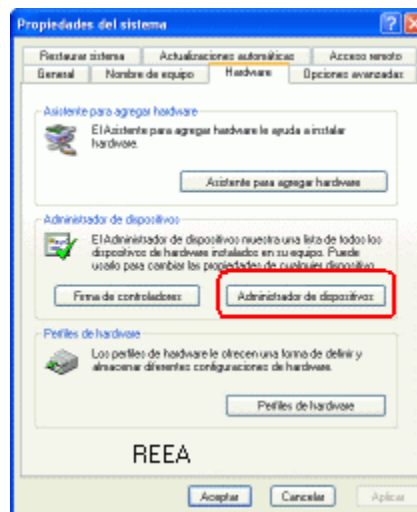 Propiedades del sistema
Restaurar sistema Actualizaciones automáticas Acceso remoto
General Nombre de equipo Hardware Opciones avanzadas
Asistente para agregar hardware
El Asistente para agregar hardware le ayuda a instalar
hardware.
Asistente para agregar hardware
Administrador de dispositivos
El Administrador de dispositivos muestra una lista de todos los
dispositivos de hardware instalados en su equipo. Puede
usarlo para cambiar las propiedades de cualquier dispositivo.
Firma de controladores Administrador de dispositivos
Perfiles de hardware
Los perfiles de hardware le ofrecen una forma de definir y
almacenar diferentes configuraciones de hardware.
Perfiles de hardware
REEA
Aceptar Cancelar Aplicar